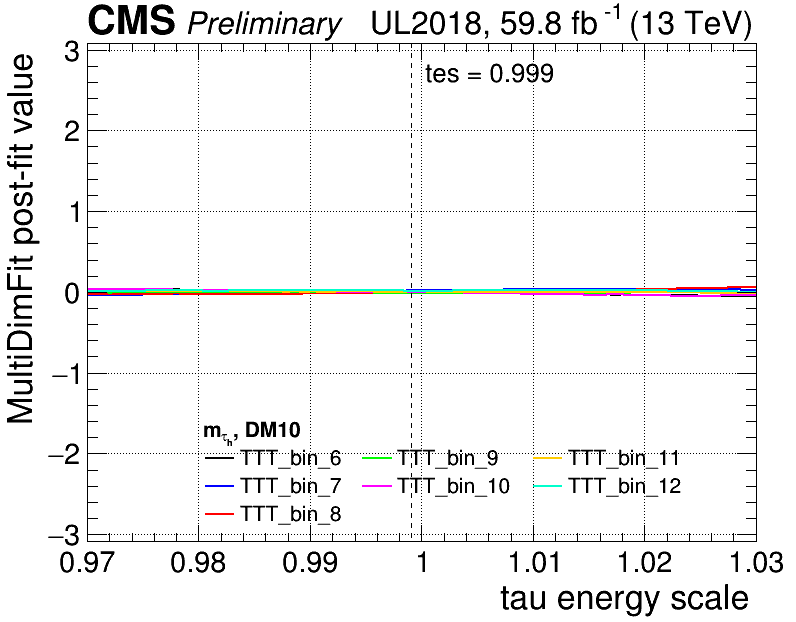 CMS Preliminary UL2018, 59.8 fb⁻¹ (13 TeV)
MultiDimFit post-fit value
3
2
1
0
−1
−2
−3
tes = 0.999
m_τₕ, DM10
TTT_bin_6 TTT_bin_9 TTT_bin_11
TTT_bin_7 TTT_bin_10 TTT_bin_12
TTT_bin_8
0.97 0.98 0.99 1 1.01 1.02 1.03
tau energy scale